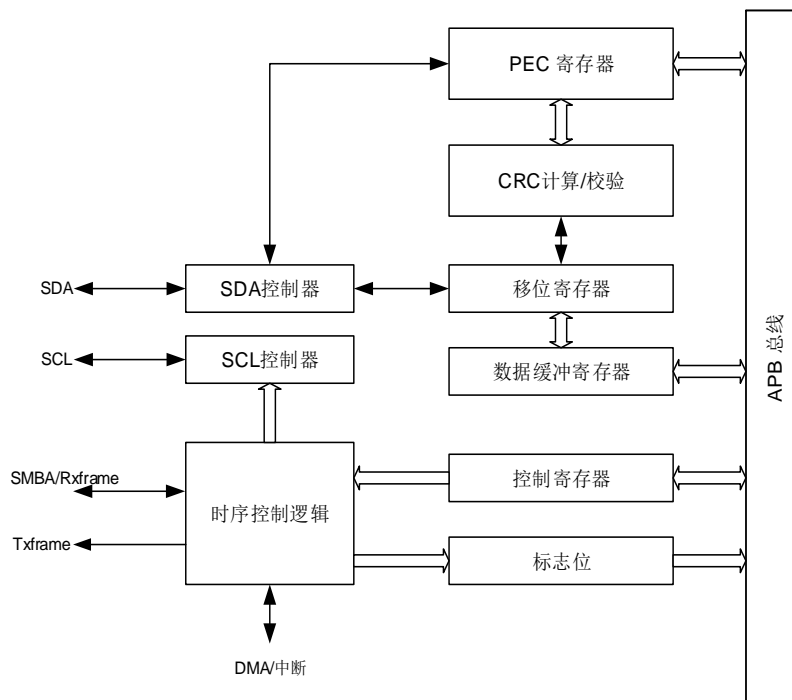 PEC 寄存器
CRC计算/校验
SDA
SDA控制器
移位寄存器
SCL
SCL控制器
数据缓冲寄存器
APB 总线
SMBA/Rxframe
时序控制逻辑
控制寄存器
Txframe
标志位
DMA/中断